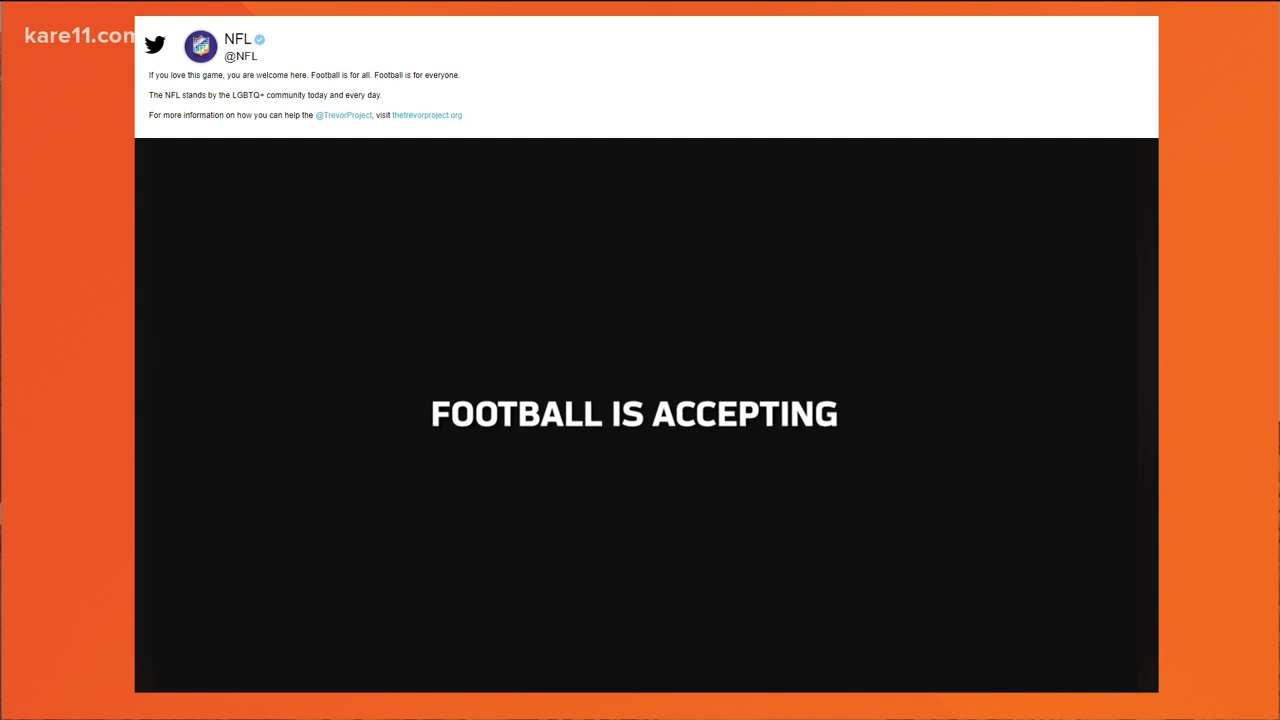 kare11.com
NFL
@NFL
If you love this game, you are welcome here. Football is for all. Football is for everyone.
The NFL stands by the LGBTQ+ community today and every day.
For more information on how you can help the @TrevorProject, visit thetrevorproject.org
FOOTBALL IS ACCEPTING